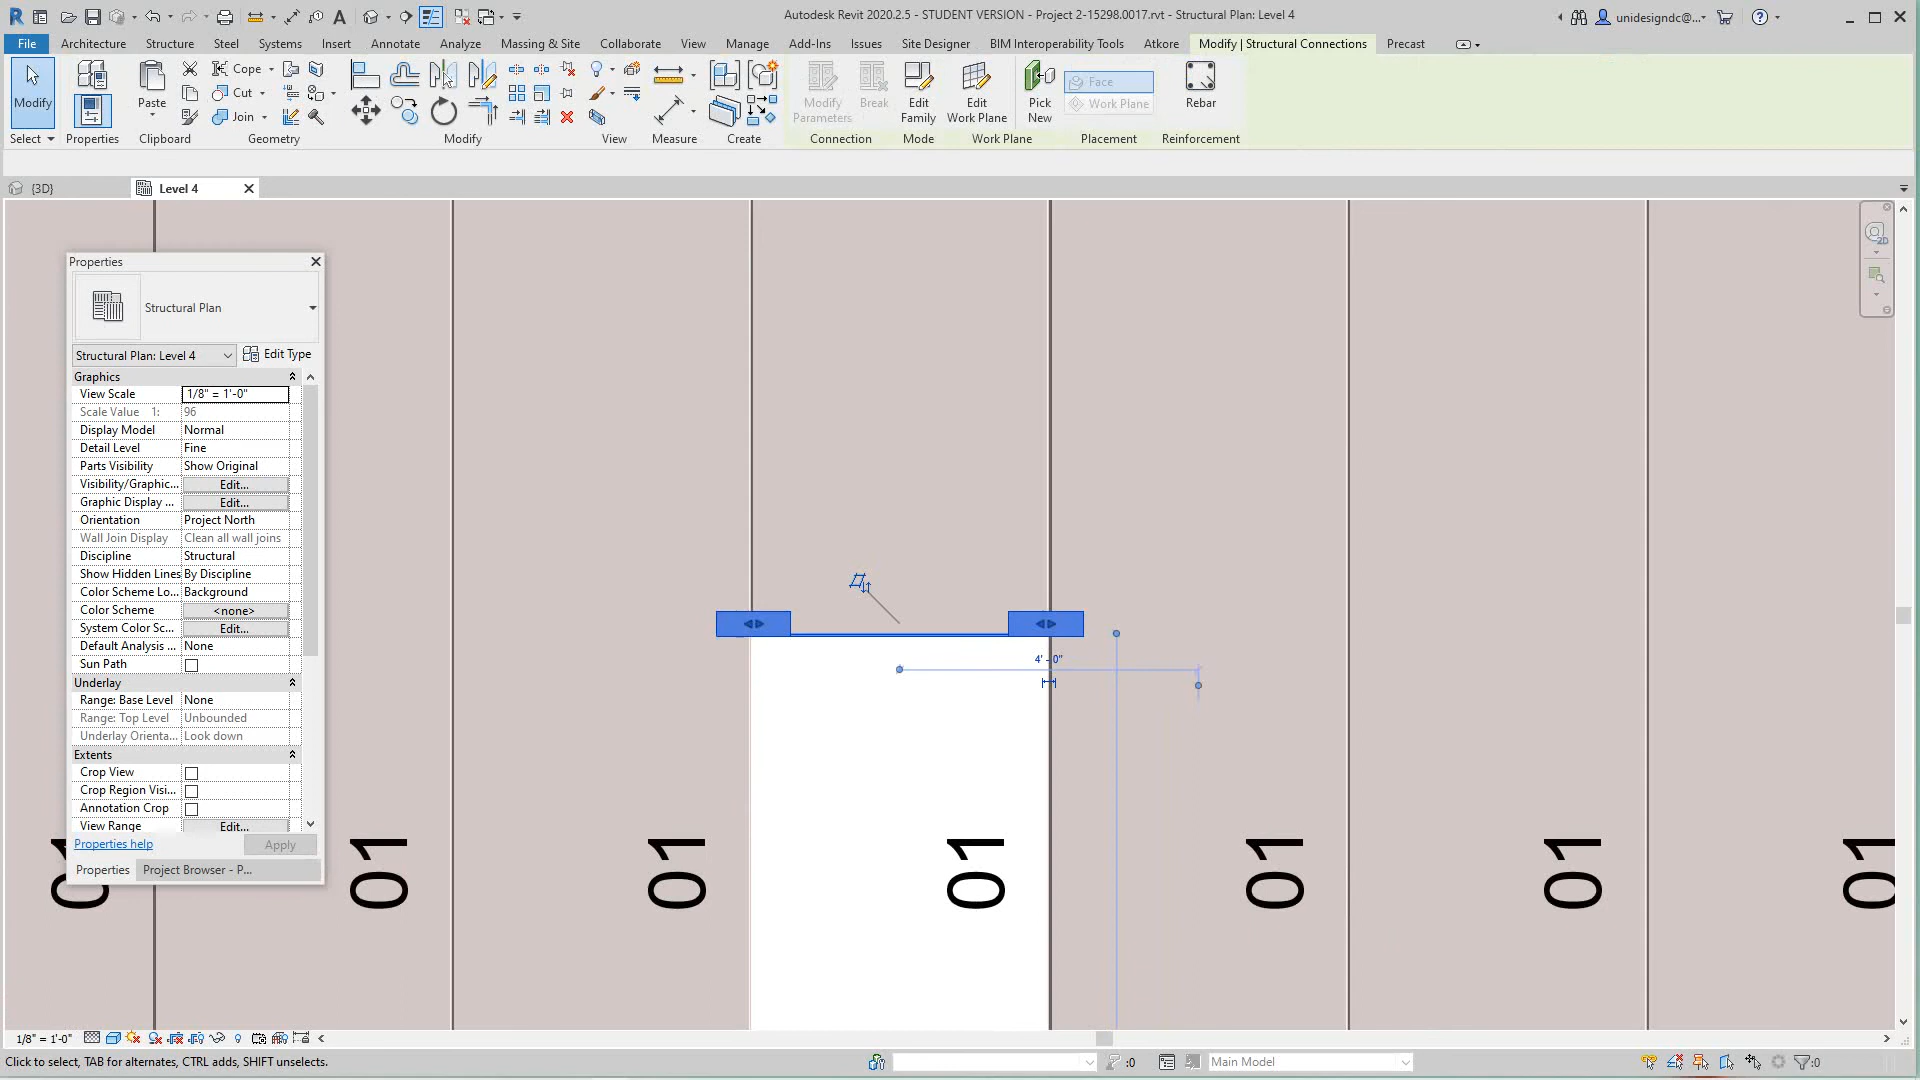 Autodesk Revit 2020.2.5 - STUDENT VERSION - Project 2-15298.0017.rvt - Structural Plan: Level 4
unidesigndc@...
File Architecture Structure Steel Systems Insert Annotate Analyze Massing & Site Collaborate View Manage Add-Ins Issues Site Designer BIM Interoperability Tools Atkore Modify | Structural Connections Precast
Modify
Paste
Cope
Cut
Join
Modify Parameters
Break
Edit Family
Edit Work Plane
Pick New
Face
Work Plane
Rebar
Select Properties Clipboard Geometry Modify View Measure Create Connection Mode Work Plane Placement Reinforcement
{3D}
Level 4
Properties
Structural Plan
Structural Plan: Level 4 Edit Type
Graphics
View Scale 1/8" = 1'-0"
Scale Value 1: 96
Display Model Normal
Detail Level Fine
Parts Visibility Show Original
Visibility/Graphic... Edit...
Graphic Display ... Edit...
Orientation Project North
Wall Join Display Clean all wall joins
Discipline Structural
Show Hidden Lines By Discipline
Color Scheme Lo... Background
Color Scheme <none>
System Color Sc... Edit...
Default Analysis ... None
Sun Path
Underlay
Range: Base Level None
Range: Top Level Unbounded
Underlay Orienta... Look down
Extents
Crop View
Crop Region Visi...
Annotation Crop
View Range Edit...
Properties help Apply
Properties Project Browser - P...
4' - 0"
01 01 01 01 01 01 01
1/8" = 1'-0"
Click to select, TAB for alternates, CTRL adds, SHIFT unselects.
:0
Main Model
:0